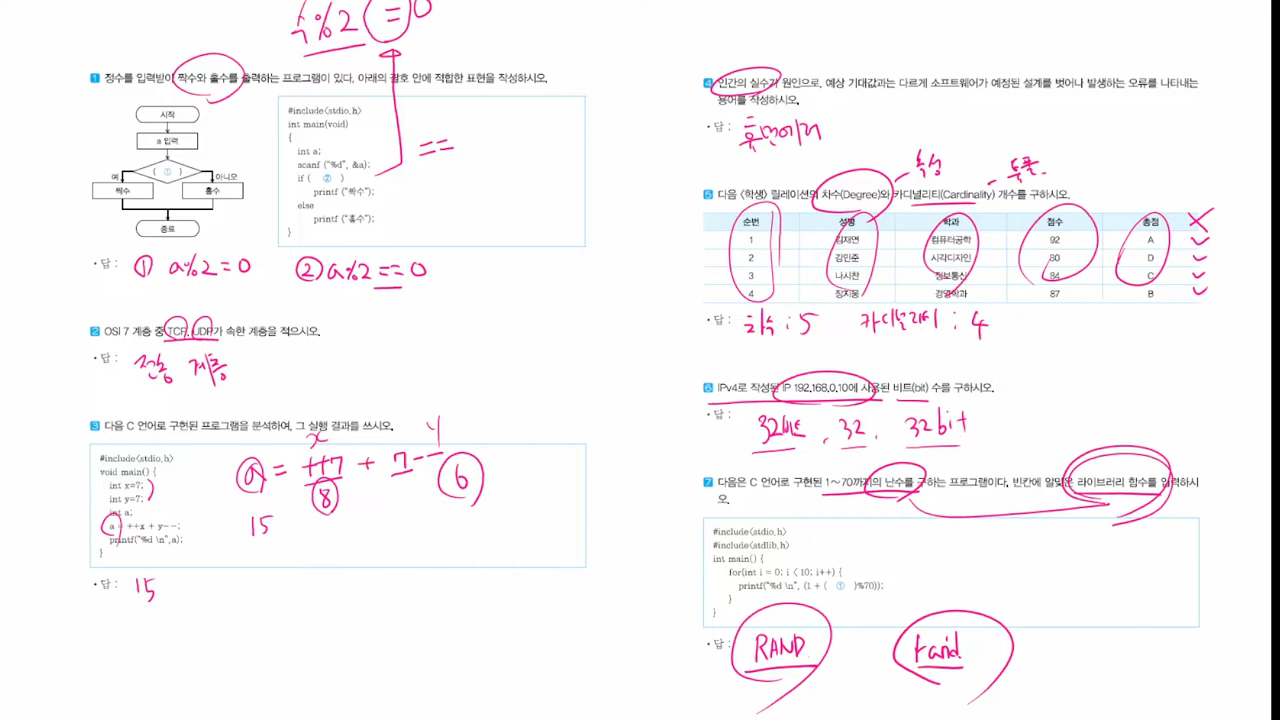 수%2 == 0
1 정수를 입력받아 짝수와 홀수를 출력하는 프로그램이 있다. 아래의 괄호 안에 적합한 표현을 작성하시오.
시작
a 입력
( ① )
예
아니오
짝수
홀수
종료
#include<stdio.h>
int main(void)
{
int a;
scanf ("%d", &a);
if ( ② )
printf ("짝수");
else
printf ("홀수");
}
==
• 답 : ① a%2=0 ② a%2==0
2 OSI 7 계층 중 TCP, UDP가 속한 계층을 적으시오.
• 답 : 전송 계층
3 다음 C 언어로 구현된 프로그램을 분석하여, 그 실행 결과를 쓰시오.
#include<stdio.h>
void main() {
int x=7;
int y=7;
int a;
a = ++x + y--;
printf("%d \n",a);
}
x y
a = ++7 + 7--
8 6
15
• 답 : 15
4 인간의 실수가 원인으로, 예상 기대값과는 다르게 소프트웨어가 예정된 설계를 벗어나 발생하는 오류를 나타내는
용어를 작성하시오.
• 답 : 휴먼에러
속성
튜플
5 다음 <학생> 릴레이션의 차수(Degree)와 카디널리티(Cardinality) 개수를 구하시오.
순번 성명 학과 점수 총점
1 김재연 컴퓨터공학 92 A
2 강민준 시각디자인 80 D
3 나시찬 정보통신 84 C
4 장지웅 경영학과 87 B
• 답 : 차수 : 5 카디널리티 : 4
6 IPv4로 작성된 IP 192.168.0.10에 사용된 비트(bit) 수를 구하시오.
• 답 : 32비트, 32, 32bit
7 다음은 C 언어로 구현된 1~70까지의 난수를 구하는 프로그램이다. 빈칸에 알맞은 라이브러리 함수를 입력하시
오.
#include<stdio.h>
#include<stdlib.h>
int main() {
for(int i = 0; i < 10; i++) {
printf("%d \n", (1 + ( ① )%70));
}
}
• 답 : RAND rand